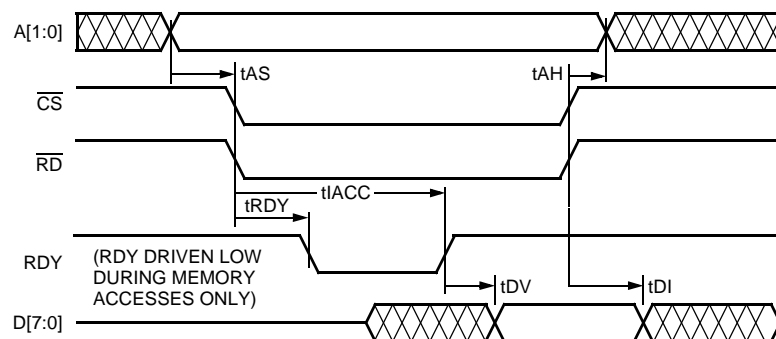 A[1:0]
tAS
tAH
CS
RD
tIACC
tRDY
RDY
(RDY DRIVEN LOW
DURING MEMORY
ACCESSES ONLY)
tDV
tDI
D[7:0]